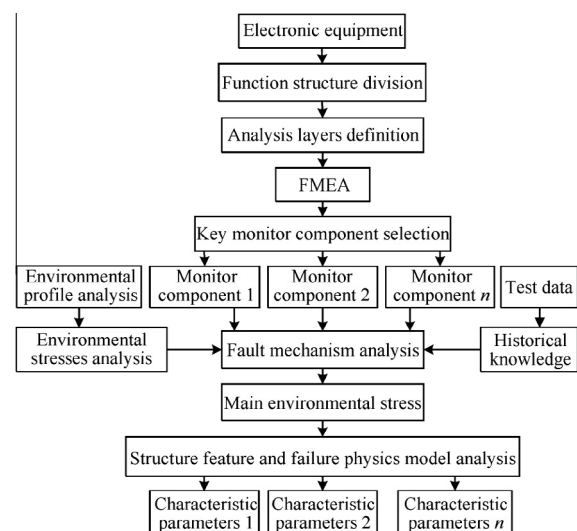 Electronic equipment
Function structure division
Analysis layers definition
FMEA
Key monitor component selection
Environmental
profile analysis
Monitor
component 1
Monitor
component 2
Monitor
component n
Test data
Environmental
stresses analysis
Fault mechanism analysis
Historical
knowledge
Main environmental stress
Structure feature and failure physics model analysis
Characteristic
parameters 1
Characteristic
parameters 2
Characteristic
parameters n